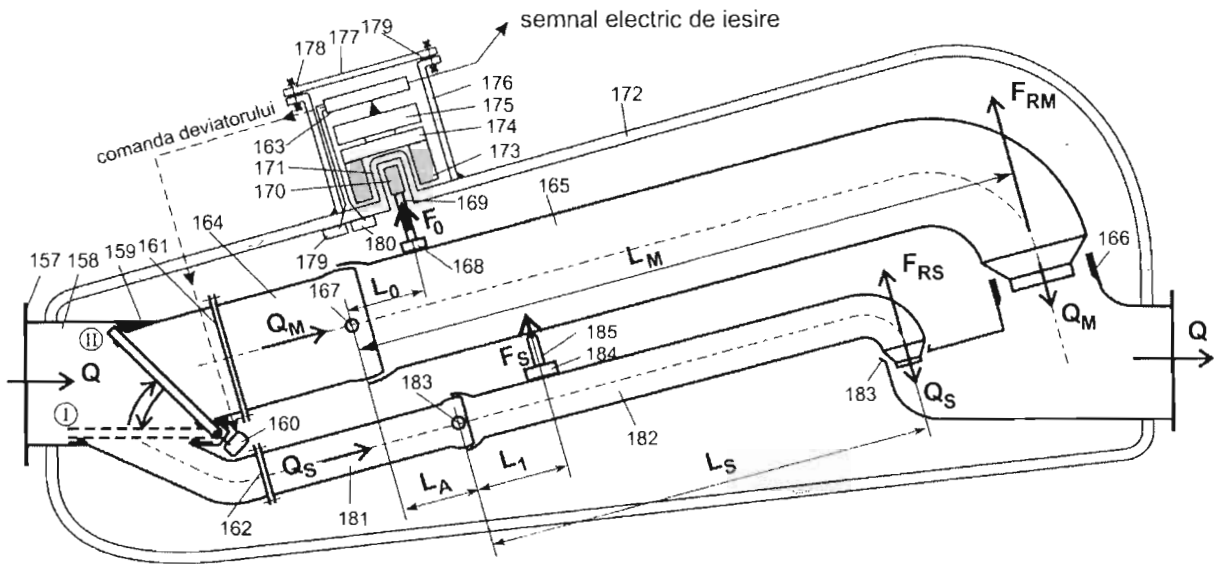 semnal electric de iesire
178
177
179
176
175
174
163
171
170
173
172
comanda deviatorului
169
165
F₀
F_RM
164
180
179
168
L_M
166
157
158
159
161
167
L₀
F_RS
Q_M
Q_M
185
F_S
184
II
Q
Q
183
183
I
Q_S
160
182
Q_S
L₁
L_S
L_A
162
181